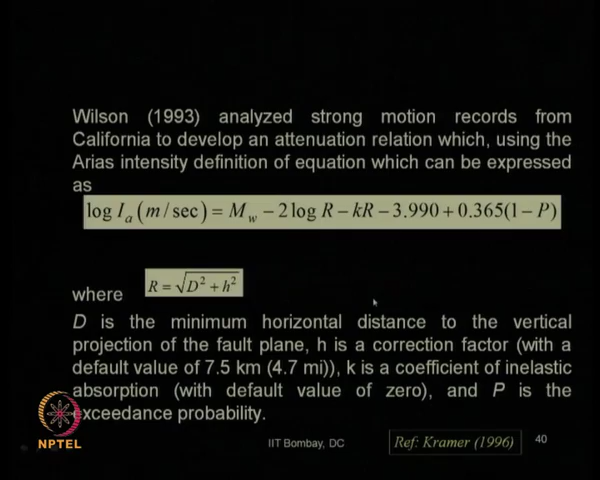 Wilson (1993) analyzed strong motion records from
California to develop an attenuation relation which, using the
Arias intensity definition of equation which can be expressed
as
log Iₐ (m/sec) = M_w − 2 log R − kR − 3.990 + 0.365(1 − P)
where R = √(D² + h²)
D is the minimum horizontal distance to the vertical
projection of the fault plane, h is a correction factor (with a
default value of 7.5 km (4.7 mi)), k is a coefficient of inelastic
absorption (with default value of zero), and P is the
exceedance probability.
NPTEL
IIT Bombay, DC
Ref: Kramer (1996)
40